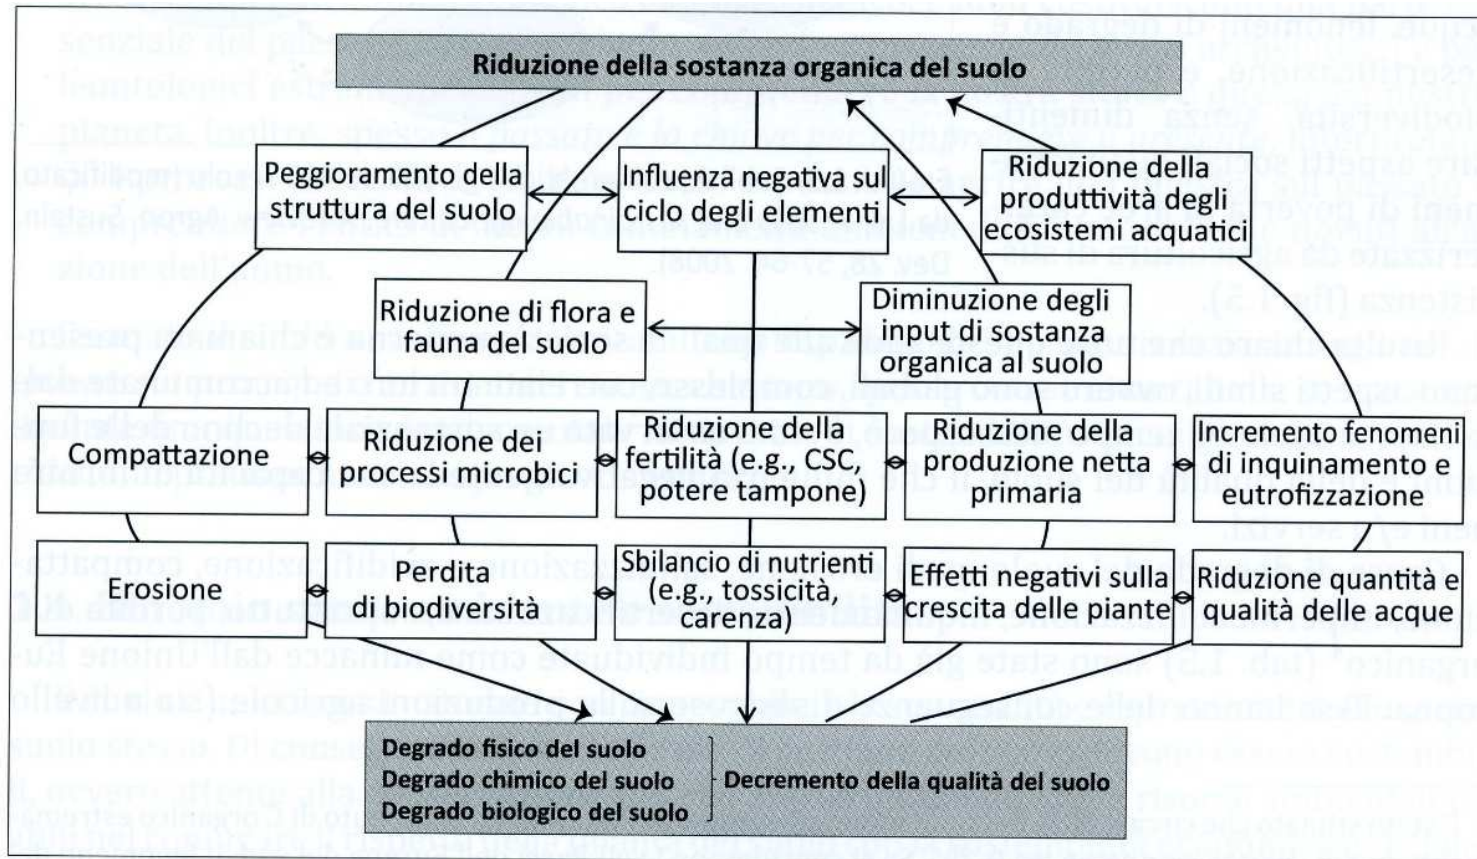 Riduzione della sostanza organica del suolo
Peggioramento della
struttura del suolo
Influenza negativa sul
ciclo degli elementi
Riduzione della
produttività degli
ecosistemi acquatici
Riduzione di flora e
fauna del suolo
Diminuzione degli
input di sostanza
organica al suolo
Compattazione
Riduzione dei
processi microbici
Riduzione della
fertilità (e.g., CSC,
potere tampone)
Riduzione della
produzione netta
primaria
Incremento fenomeni
di inquinamento e
eutrofizzazione
Erosione
Perdita
di biodiversità
Sbilancio di nutrienti
(e.g., tossicità,
carenza)
Effetti negativi sulla
crescita delle piante
Riduzione quantità e
qualità delle acque
Degrado fisico del suolo
Degrado chimico del suolo
Degrado biologico del suolo
Decremento della qualità del suolo